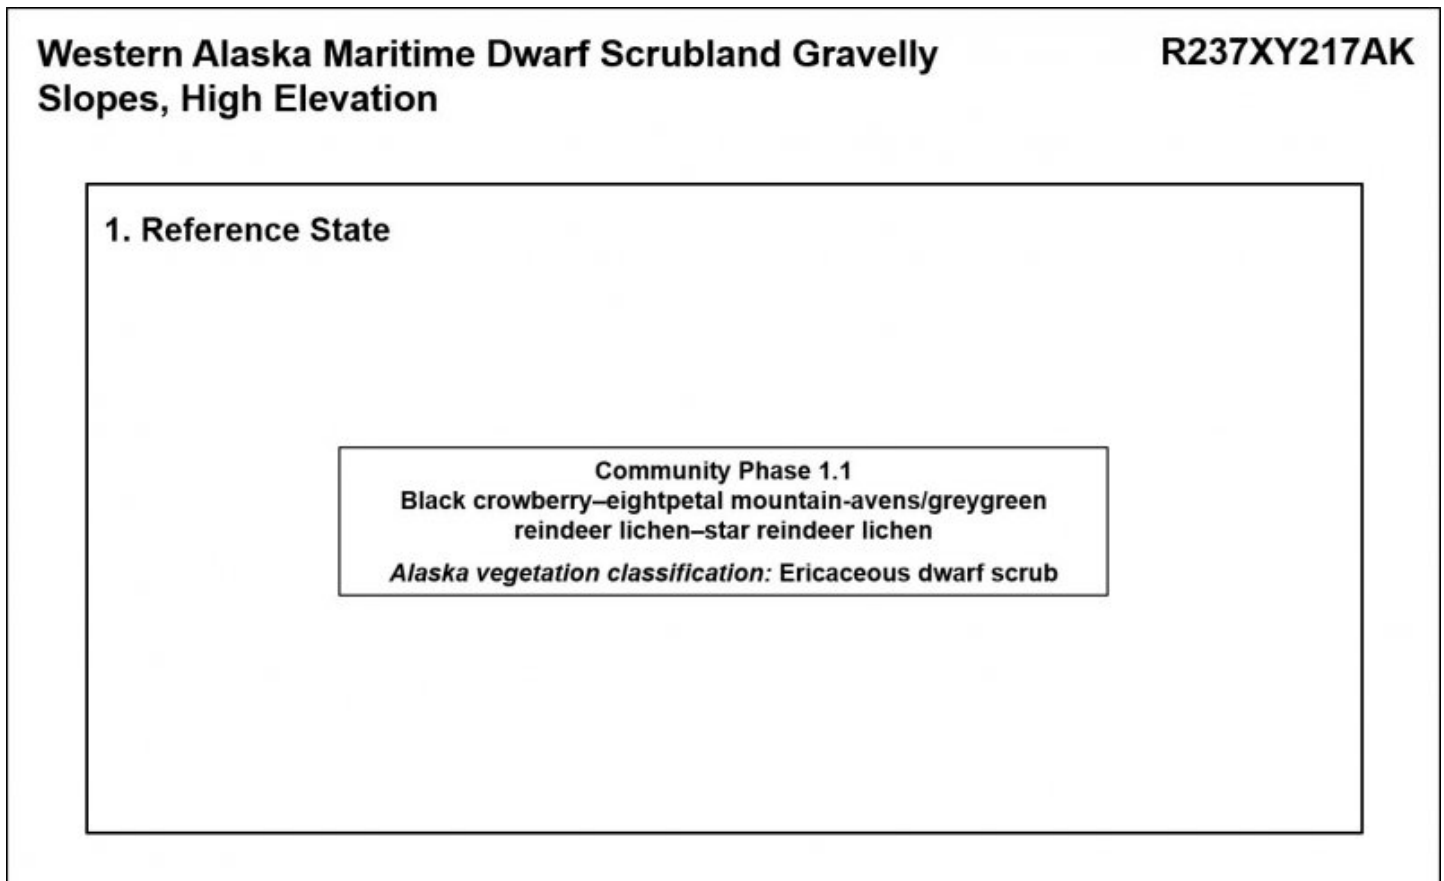 Western Alaska Maritime Dwarf Scrubland Gravelly
Slopes, High Elevation
R237XY217AK
1. Reference State
Community Phase 1.1
Black crowberry–eightpetal mountain-avens/greygreen
reindeer lichen–star reindeer lichen
Alaska vegetation classification: Ericaceous dwarf scrub